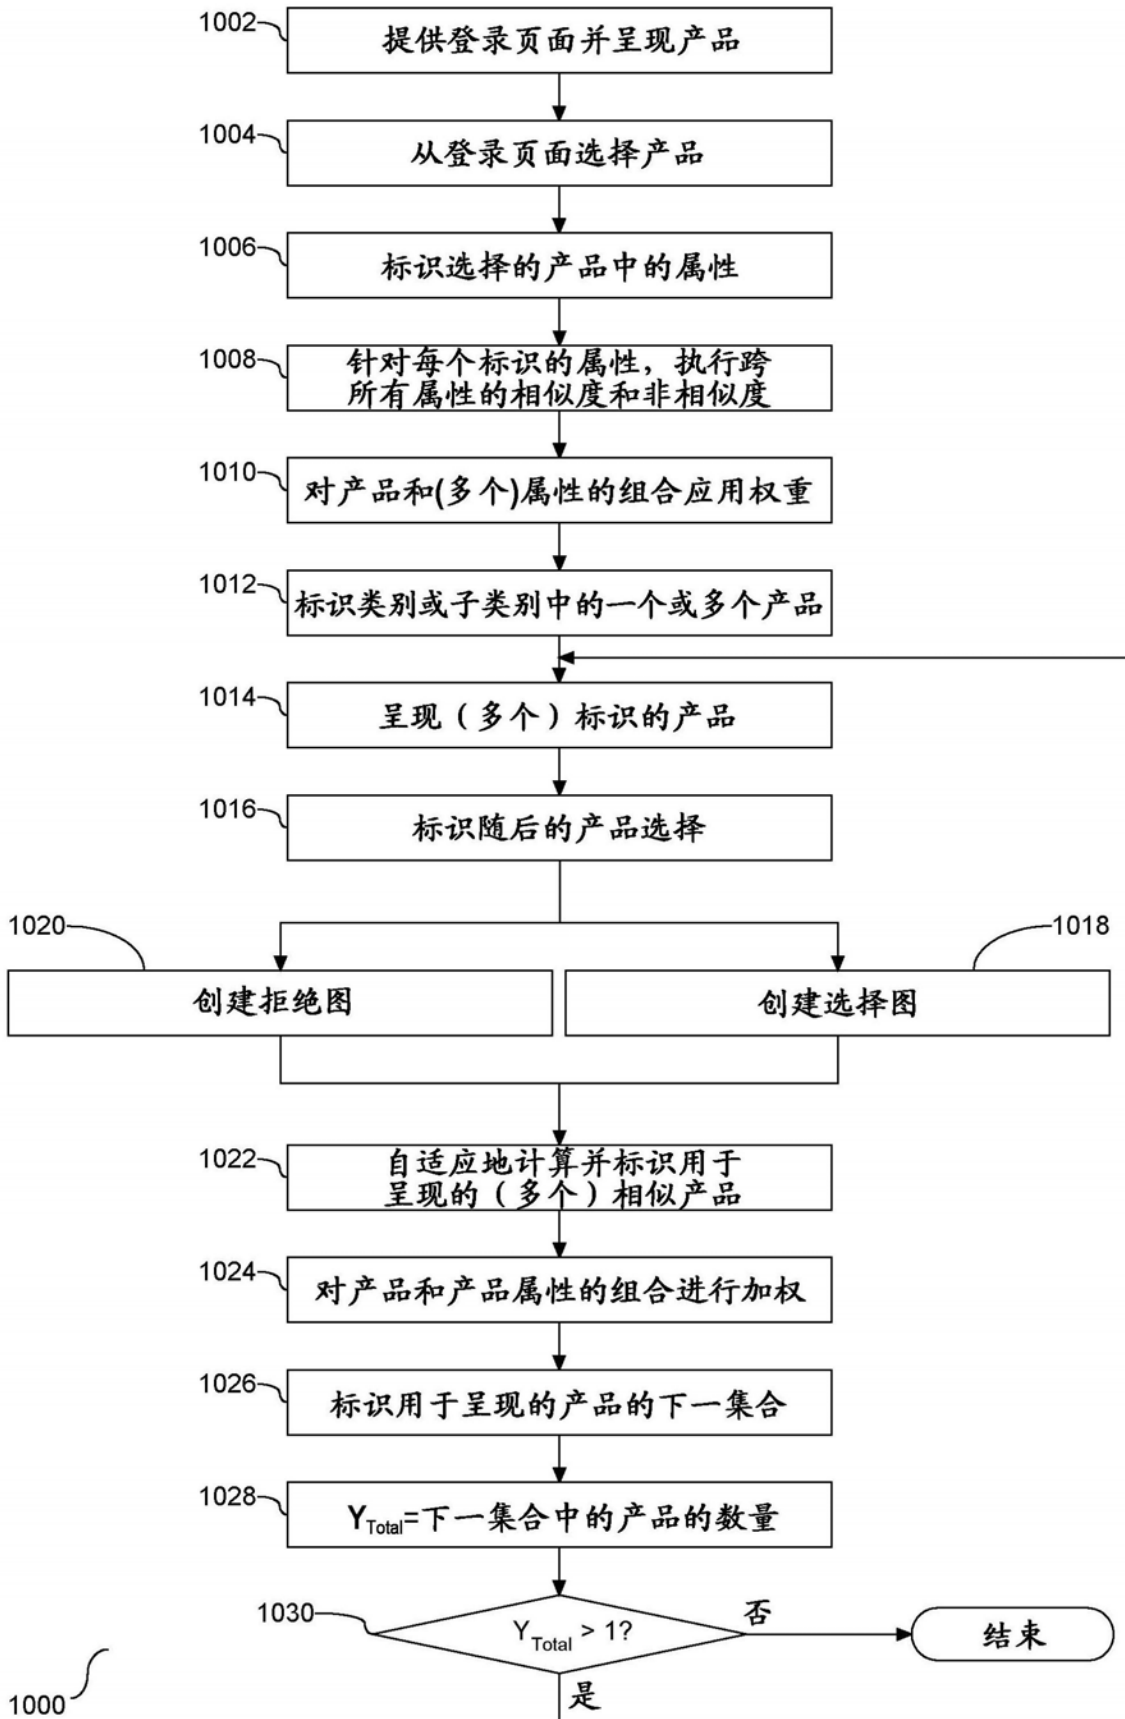 1002
提供登录页面并呈现产品
1004
从登录页面选择产品
1006
标识选择的产品中的属性
1008
针对每个标识的属性，执行跨
所有属性的相似度和非相似度
1010
对产品和(多个)属性的组合应用权重
1012
标识类别或子类别中的一个或多个产品
1014
呈现（多个）标识的产品
1016
标识随后的产品选择
1020
1018
创建拒绝图
创建选择图
1022
自适应地计算并标识用于
呈现的（多个）相似产品
1024
对产品和产品属性的组合进行加权
1026
标识用于呈现的产品的下一集合
1028
Y_Total=下一集合中的产品的数量
1030
Y_Total > 1?
否
结束
是
1000